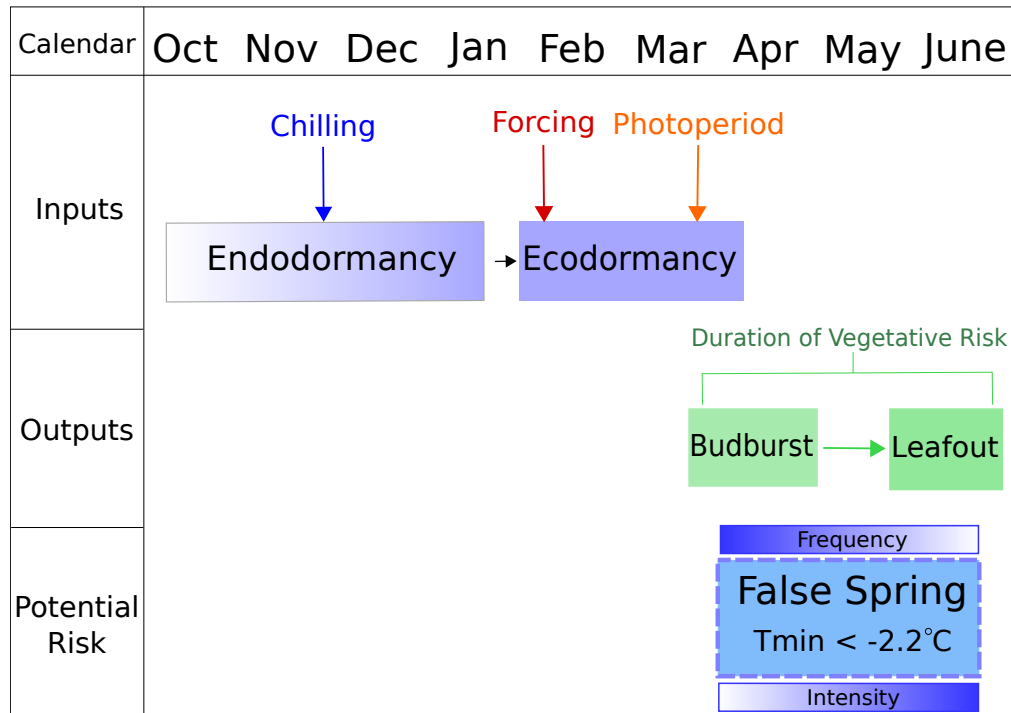 Calendar Oct Nov Dec Jan Feb Mar Apr May June
Inputs
Chilling Forcing Photoperiod
Endodormancy Ecodormancy
Outputs
Duration of Vegetative Risk
Budburst Leafout
Potential
Risk
Frequency
False Spring
Tmin < -2.2°C
Intensity